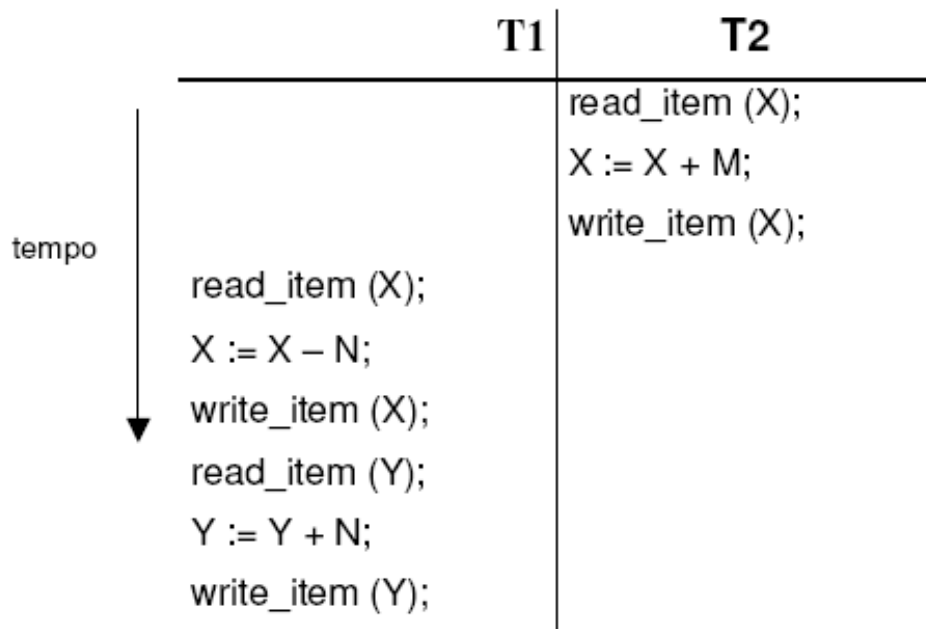 T1 T2
read_item (X);
X := X + M;
write_item (X);
tempo
read_item (X);
X := X – N;
write_item (X);
read_item (Y);
Y := Y + N;
write_item (Y);